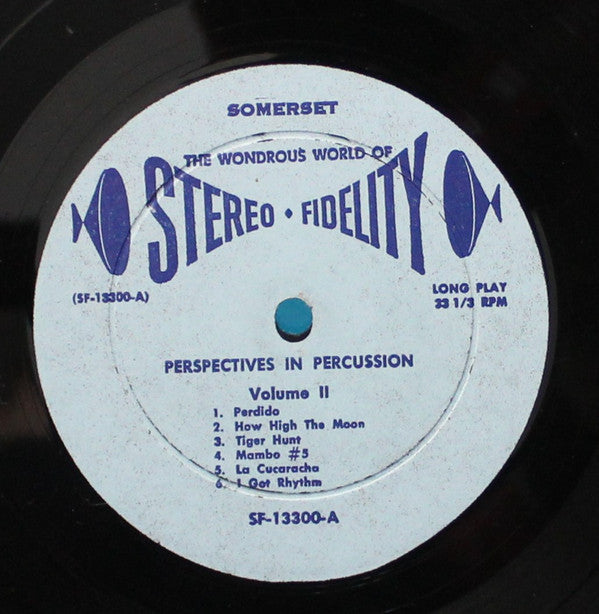 SOMERSET
THE WONDROUS WORLD OF
STEREO • FIDELITY
(SF-13300-A)
LONG PLAY
33 1/3 RPM
PERSPECTIVES IN PERCUSSION
Volume II
1. Perdido
2. How High The Moon
3. Tiger Hunt
4. Mambo #5
5. La Cucaracha
6. I Got Rhythm
SF-13300-A